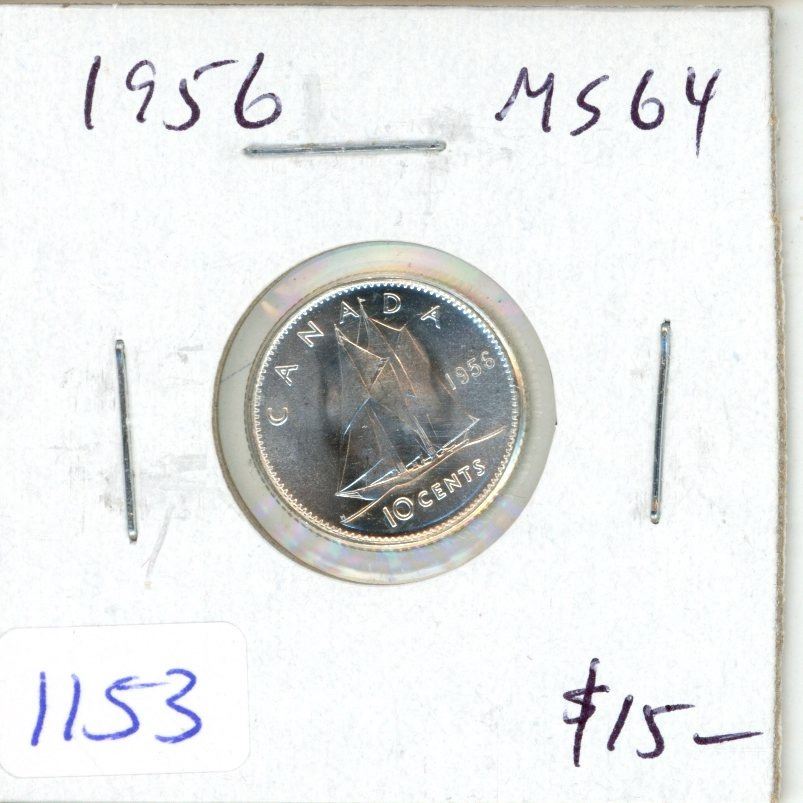 1956 MS64
CANADA
1956
10 CENTS
1153
$15-